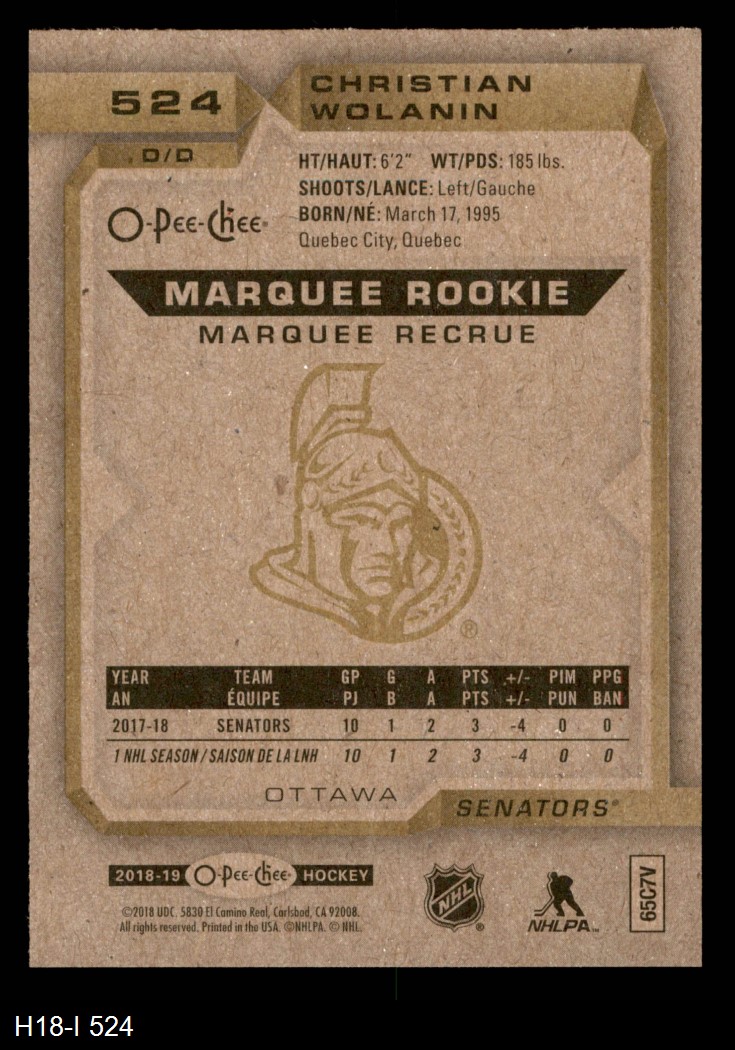 524
CHRISTIAN
WOLANIN
D/D
HT/HAUT: 6'2" WT/PDS: 185 lbs.
SHOOTS/LANCE: Left/Gauche
BORN/NÉ: March 17, 1995
Quebec City, Quebec
O-Pee-Chee®
MARQUEE ROOKIE
MARQUEE RECRUE
®
YEAR TEAM GP G A PTS +/- PIM PPG
AN ÉQUIPE PJ B A PTS +/- PUN BAN
2017-18 SENATORS 10 1 2 3 -4 0 0
1 NHL SEASON / SAISON DE LA LNH 10 1 2 3 -4 0 0
OTTAWA
SENATORS®
2018-19 O-Pee-Chee® HOCKEY
©2018 UDC. 5830 El Camino Real, Carlsbad, CA 92008.
All rights reserved. Printed in the USA. ©NHLPA. © NHL.
NHL ®
NHLPA™
65C7V
H18-I 524